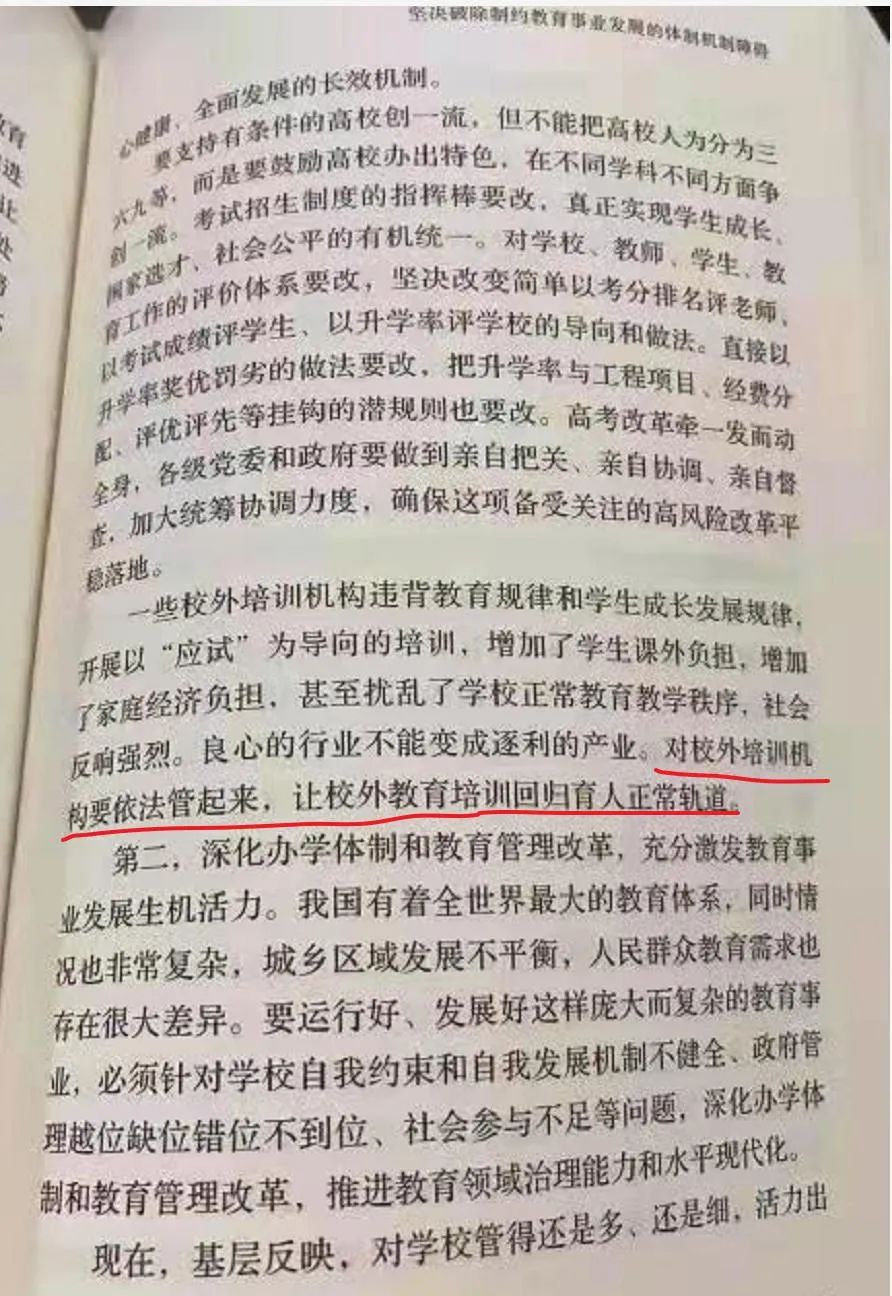 坚决破除制约教育事业发展的体制机制障碍
心健康、全面发展的长效机制。
要支持有条件的高校创一流，但不能把高校人为分为三
六九等，而是要鼓励高校办出特色，在不同学科不同方面争
创一流。考试招生制度的指挥棒要改，真正实现学生成长、
国家选才、社会公平的有机统一。对学校、教师、学生、教
育工作的评价体系要改，坚决改变简单以考分排名评老师、
以考试成绩评学生、以升学率评学校的导向和做法。直接以
升学率奖优罚劣的做法要改，把升学率与工程项目、经费分
配、评优评先等挂钩的潜规则也要改。高考改革牵一发而动
全身，各级党委和政府要做到亲自把关、亲自协调、亲自督
查，加大统筹协调力度，确保这项备受关注的高风险改革平
稳落地。
一些校外培训机构违背教育规律和学生成长发展规律，
开展以“应试”为导向的培训，增加了学生课外负担，增加
了家庭经济负担，甚至扰乱了学校正常教育教学秩序，社会
反响强烈。良心的行业不能变成逐利的产业。对校外培训机
构要依法管起来，让校外教育培训回归育人正常轨道。
第二，深化办学体制和教育管理改革，充分激发教育事
业发展生机活力。我国有着全世界最大的教育体系，同时情
况也非常复杂，城乡区域发展不平衡，人民群众教育需求也
存在很大差异。要运行好、发展好这样庞大而复杂的教育事
业，必须针对学校自我约束和自我发展机制不健全、政府管
理越位缺位错位不到位、社会参与不足等问题，深化办学体
制和教育管理改革，推进教育领域治理能力和水平现代化。
现在，基层反映，对学校管得还是多、还是细，活力出
教育
进
让
处